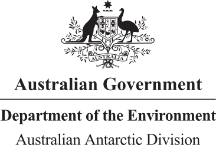 Australian Government
Department of the Environment
Australian Antarctic Division